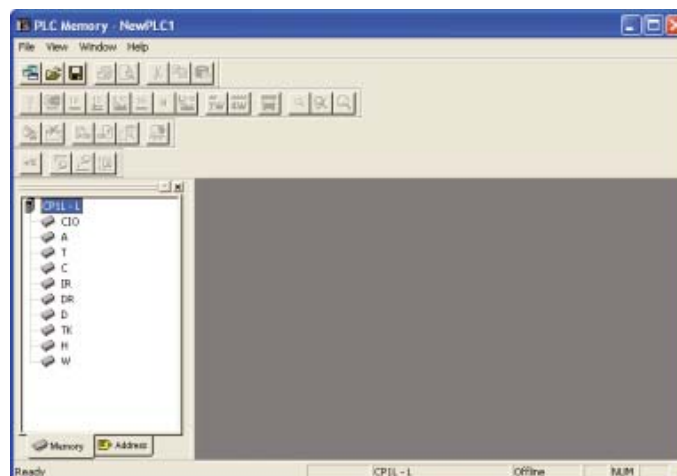 PLC Memory - NewPLC1
File View Window Help
CP1L - L
CIO
A
T
C
IR
DR
D
TK
H
W
Memory Address
Ready CP1L - L Offline NUM